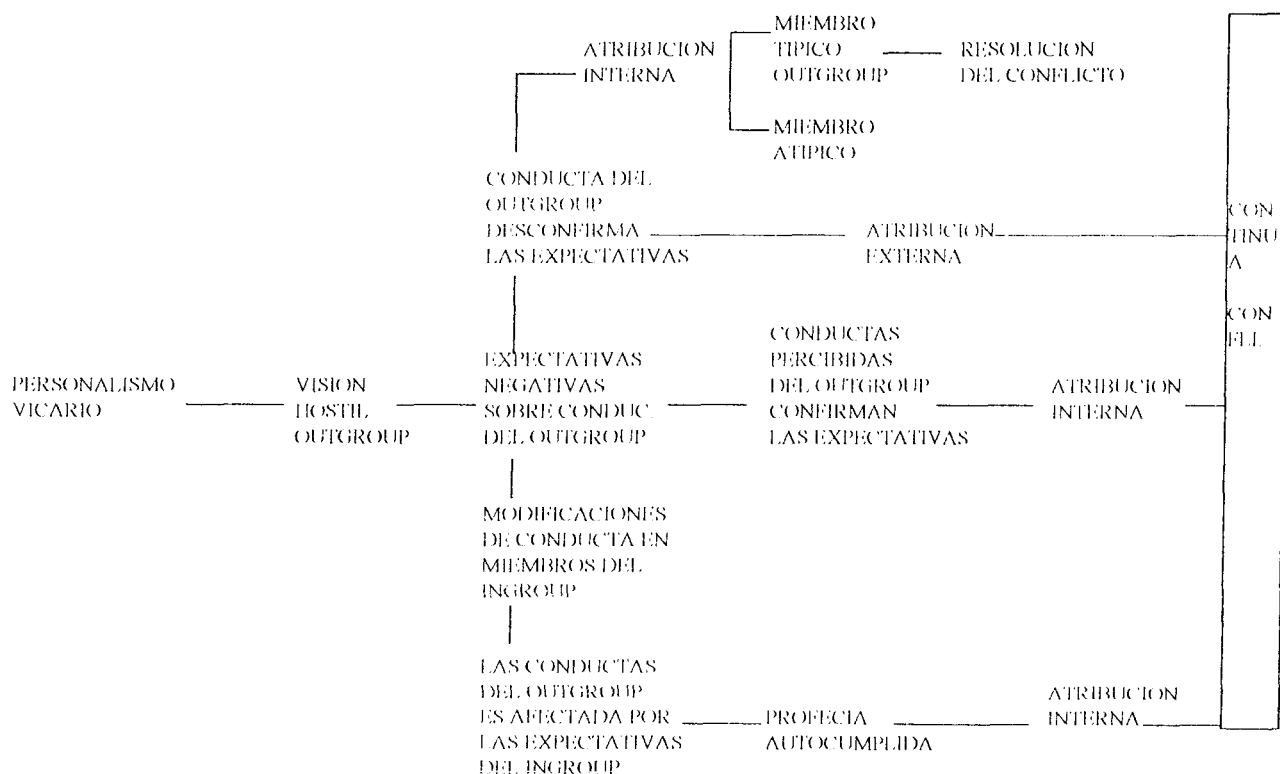 ATRIBUCION
INTERNA
MIEMBRO
TIPICO
OUTGROUP
RESOLUCION
DEL CONFLICTO
MIEMBRO
ATIPICO
CONDUCTA DEL
OUTGROUP
DESCONFIRMA
LAS EXPECTATIVAS
ATRIBUCION
EXTERNA
PERSONALISMO
VICARIO
VISION
HOSTIL
OUTGROUP
EXPECTATIVAS
NEGATIVAS
SOBRE CONDUC.
DEL OUTGROUP
CONDUCTAS
PERCIBIDAS
DEL OUTGROUP
CONFIRMAN
LAS EXPECTATIVAS
ATRIBUCION
INTERNA
MODIFICACIONES
DE CONDUCTA EN
MIEMBROS DEL
INGROUP
LAS CONDUCTAS
DEL OUTGROUP
ES AFECTADA POR
LAS EXPECTATIVAS
DEL INGROUP
PROFECIA
AUTOCUMPLIDA
ATRIBUCION
INTERNA
CON
TINU
A
CON
FLL